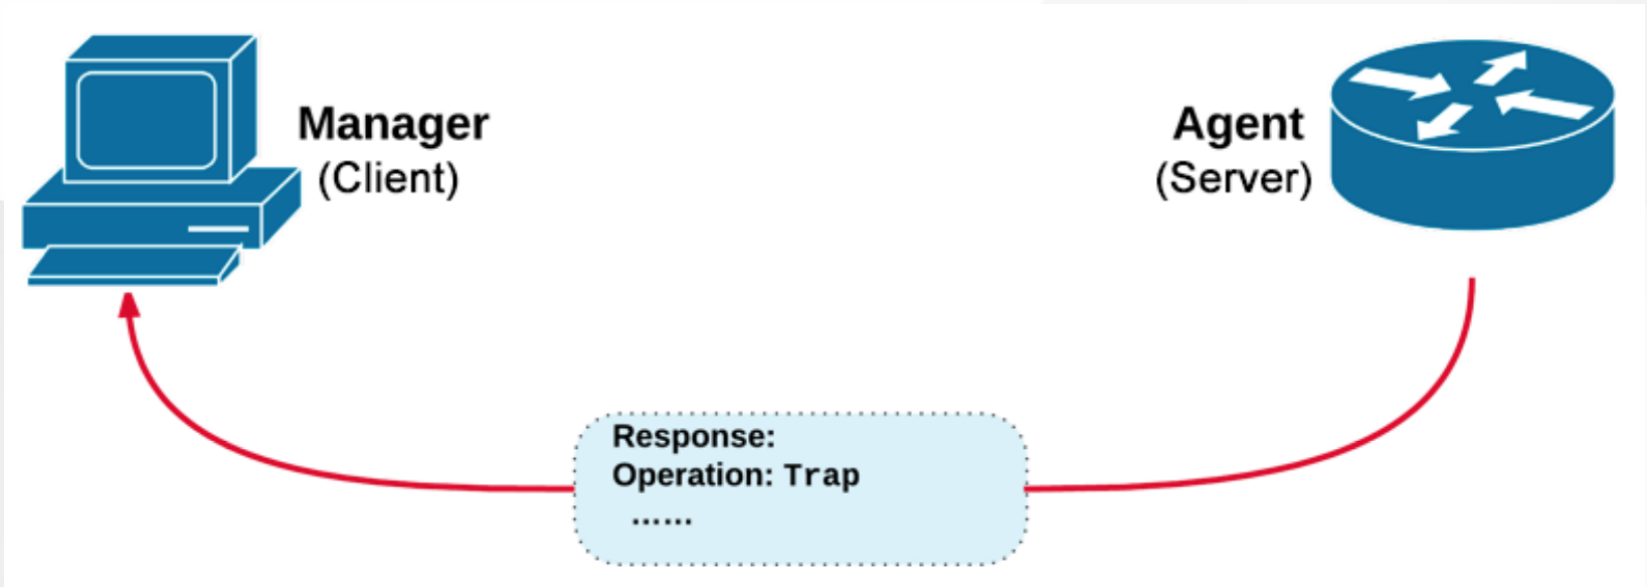 Manager
(Client)
Agent
(Server)
Response:
Operation: Trap
......